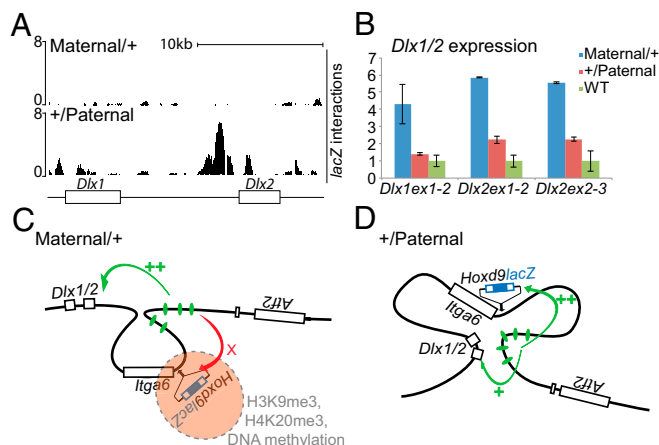 A
8
Maternal/+
10kb
0
8
+/Paternal
0
lacZ interactions
Dlx1
Dlx2
B
Dlx1/2 expression
7
6
5
4
3
2
1
0
Maternal/+
+/Paternal
WT
Dlx1ex1-2
Dlx2ex1-2
Dlx2ex2-3
C
Maternal/+
Dlx1/2
++
Atf2
X
Itga6
Hoxd9lacZ
H3K9me3,
H4K20me3,
DNA methylation
D
+/Paternal
Hoxd9lacZ
++
Itga6
Dlx1/2
+
Atf2